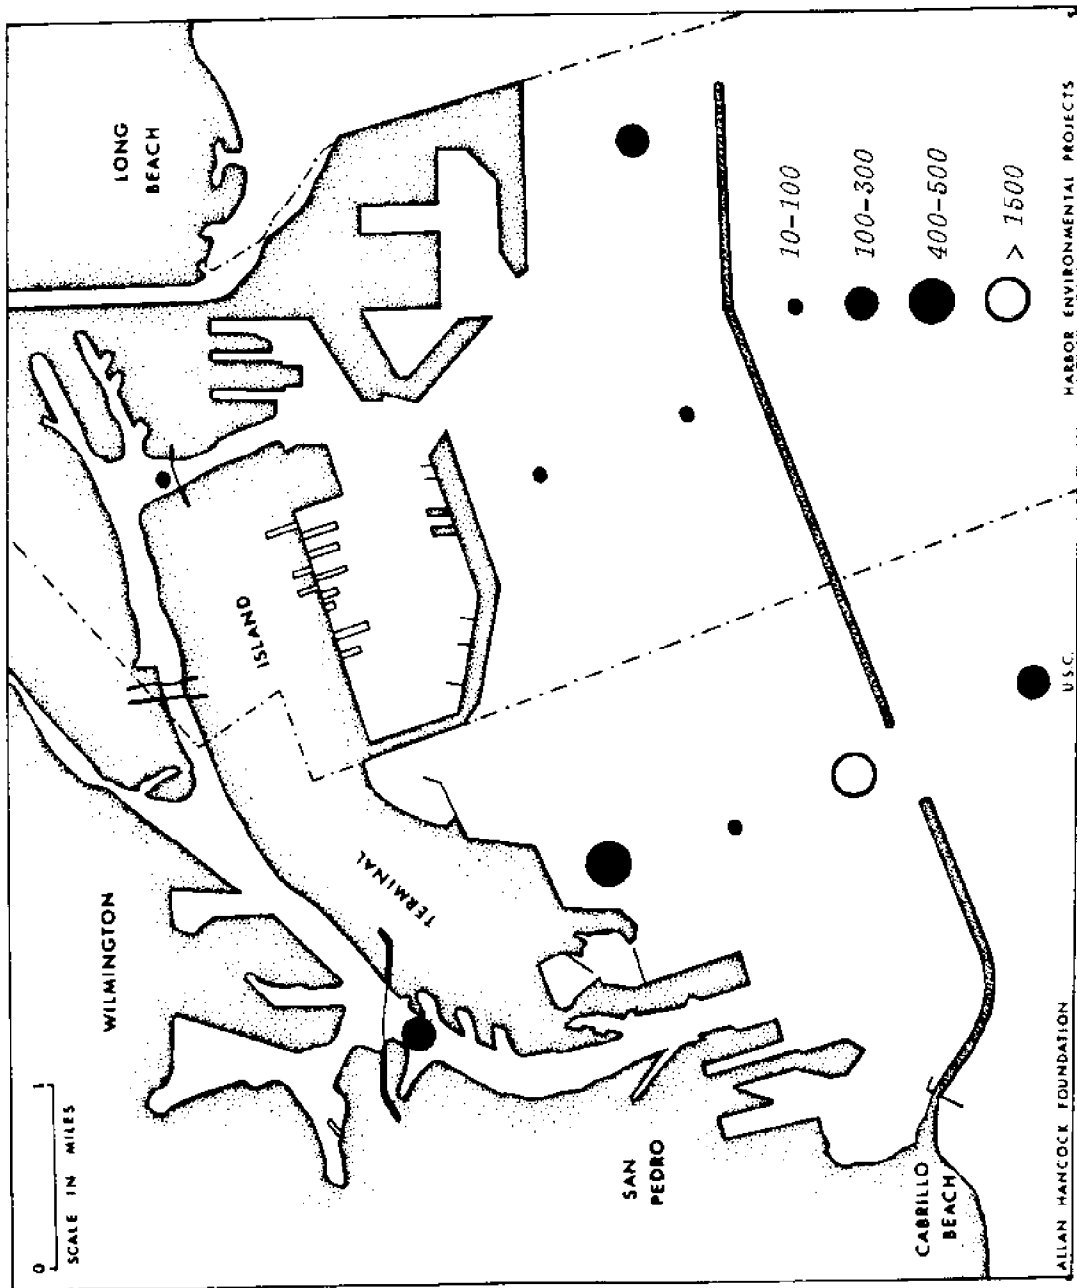 LONG
BEACH
WILMINGTON
TERMINAL
ISLAND
SAN
PEDRO
CABRILLO
BEACH
0 1
SCALE IN MILES
10-100
100-300
400-500
> 1500
ALLAN HANCOCK FOUNDATION
U.S.C.
HARBOR ENVIRONMENTAL PROJECTS